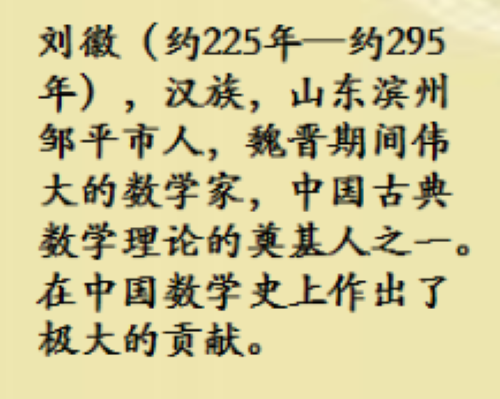 刘徽（约225年—约295
年），汉族，山东滨州
邹平市人，魏晋期间伟
大的数学家，中国古典
数学理论的奠基人之一。
在中国数学史上作出了
极大的贡献。